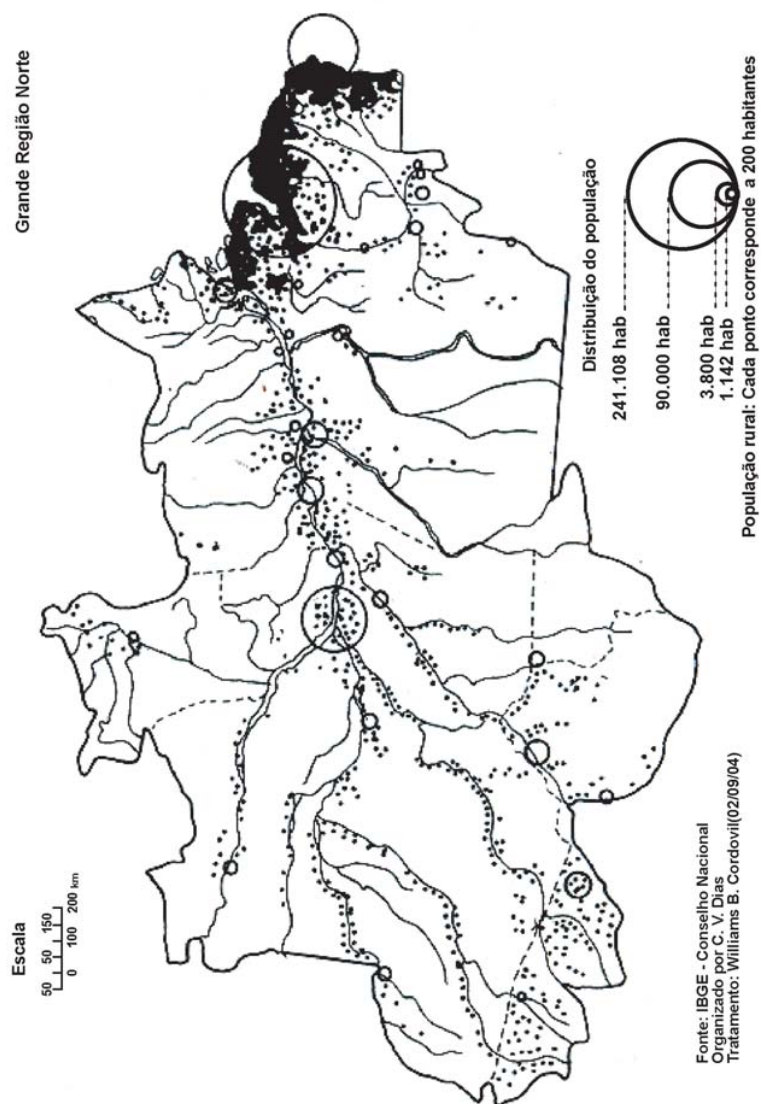 Grande Região Norte
Escala
50 50 150
0 100 200 km
Distribuição do população
241.108 hab
90.000 hab
3.800 hab
1.142 hab
População rural: Cada ponto corresponde a 200 habitantes
Fonte: IBGE - Conselho Nacional
Organizado por C. V. Dias
Tratamento: Williams B. Cordovil(02/09/04)